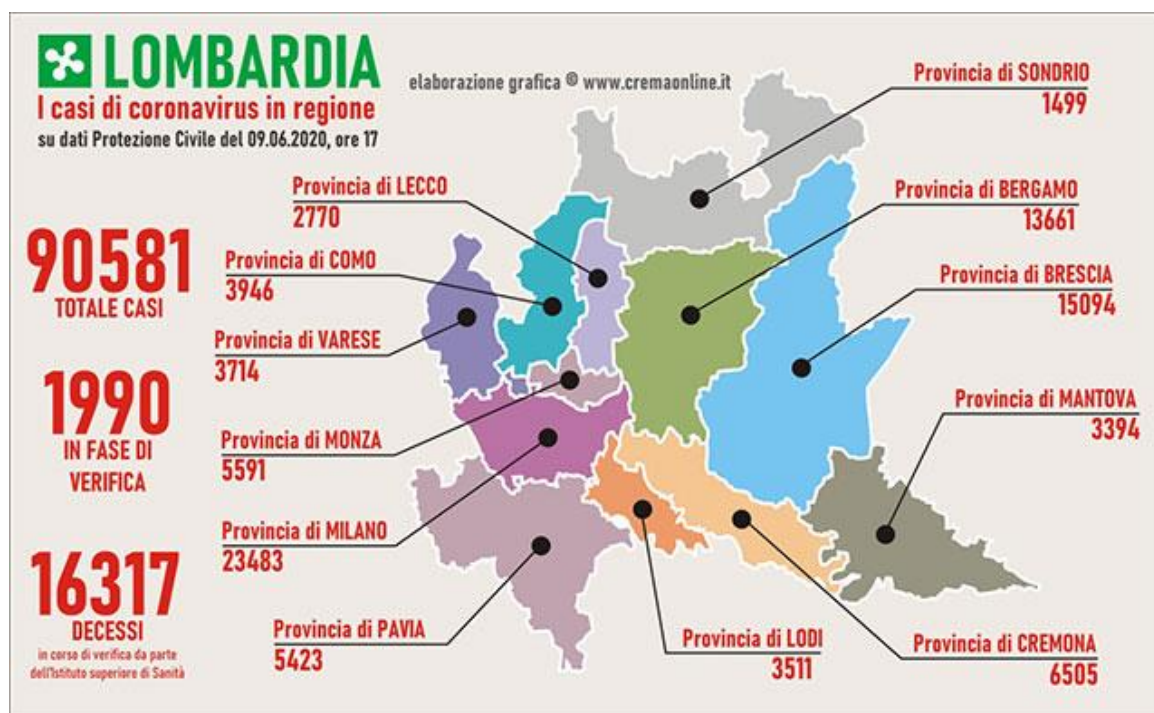 LOMBARDIA
I casi di coronavirus in regione
su dati Protezione Civile del 09.06.2020, ore 17
elaborazione grafica © www.cremaonline.it
Provincia di SONDRIO
1499
Provincia di LECCO
2770
Provincia di BERGAMO
13661
90581
TOTALE CASI
Provincia di COMO
3946
Provincia di BRESCIA
15094
Provincia di VARESE
3714
1990
IN FASE DI
VERIFICA
Provincia di MANTOVA
3394
Provincia di MONZA
5591
Provincia di MILANO
23483
16317
DECESSI
in corso di verifica da parte
dell'Istituto superiore di Sanità
Provincia di PAVIA
5423
Provincia di LODI
3511
Provincia di CREMONA
6505